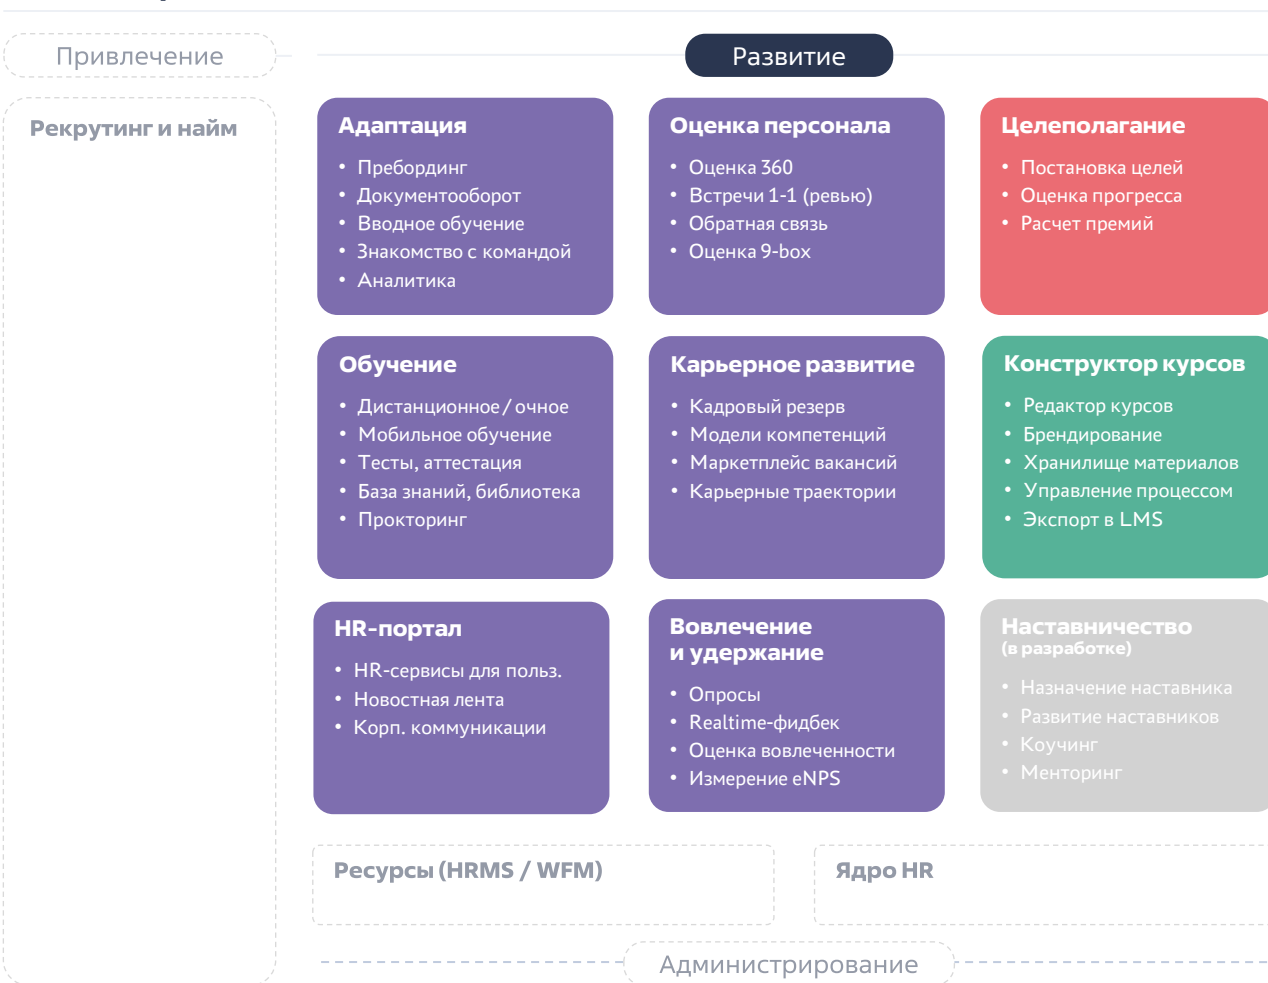 Привлечение
Развитие
Рекрутинг и найм
Адаптация
• Пребординг
• Документооборот
• Вводное обучение
• Знакомство с командой
• Аналитика
Оценка персонала
• Оценка 360
• Встречи 1-1 (ревью)
• Обратная связь
• Оценка 9-box
Целеполагание
• Постановка целей
• Оценка прогресса
• Расчет премий
Обучение
• Дистанционное / очное
• Мобильное обучение
• Тесты, аттестация
• База знаний, библиотека
• Прокторинг
Карьерное развитие
• Кадровый резерв
• Модели компетенций
• Маркетплейс вакансий
• Карьерные траектории
Конструктор курсов
• Редактор курсов
• Брендирование
• Хранилище материалов
• Управление процессом
• Экспорт в LMS
HR-портал
• HR-сервисы для польз.
• Новостная лента
• Корп. коммуникации
Вовлечение
и удержание
• Опросы
• Realtime-фидбек
• Оценка вовлеченности
• Измерение eNPS
Наставничество
(в разработке)
• Назначение наставника
• Развитие наставников
• Коучинг
• Менторинг
Ресурсы (HRMS / WFM)
Ядро HR
Администрирование